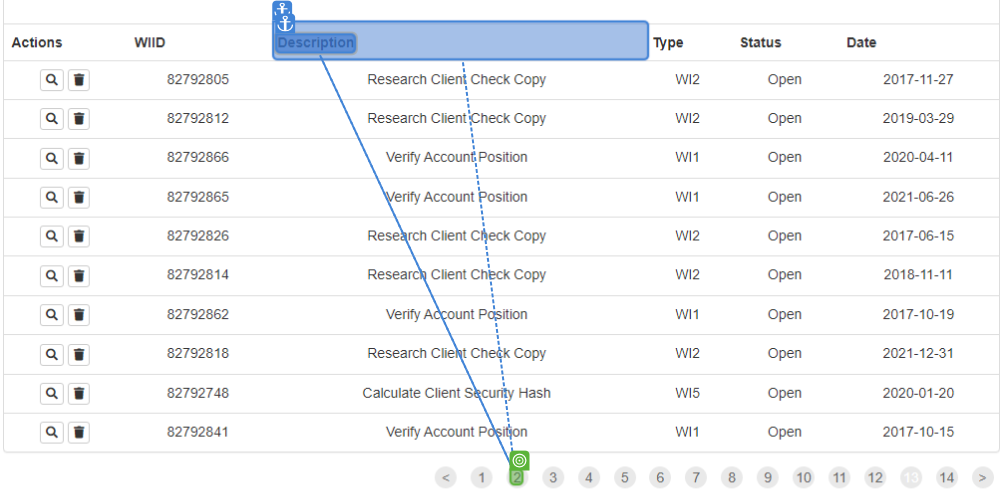 Actions WIID Description Type Status Date
82792805 Research Client Check Copy WI2 Open 2017-11-27
82792812 Research Client Check Copy WI2 Open 2019-03-29
82792866 Verify Account Position WI1 Open 2020-04-11
82792865 Verify Account Position WI1 Open 2021-06-26
82792826 Research Client Check Copy WI2 Open 2017-06-15
82792814 Research Client Check Copy WI2 Open 2018-11-11
82792862 Verify Account Position WI1 Open 2017-10-19
82792818 Research Client Check Copy WI2 Open 2021-12-31
82792748 Calculate Client Security Hash WI5 Open 2020-01-20
82792841 Verify Account Position WI1 Open 2017-10-15
< 1 2 3 4 5 6 7 8 9 10 11 12 13 14 >